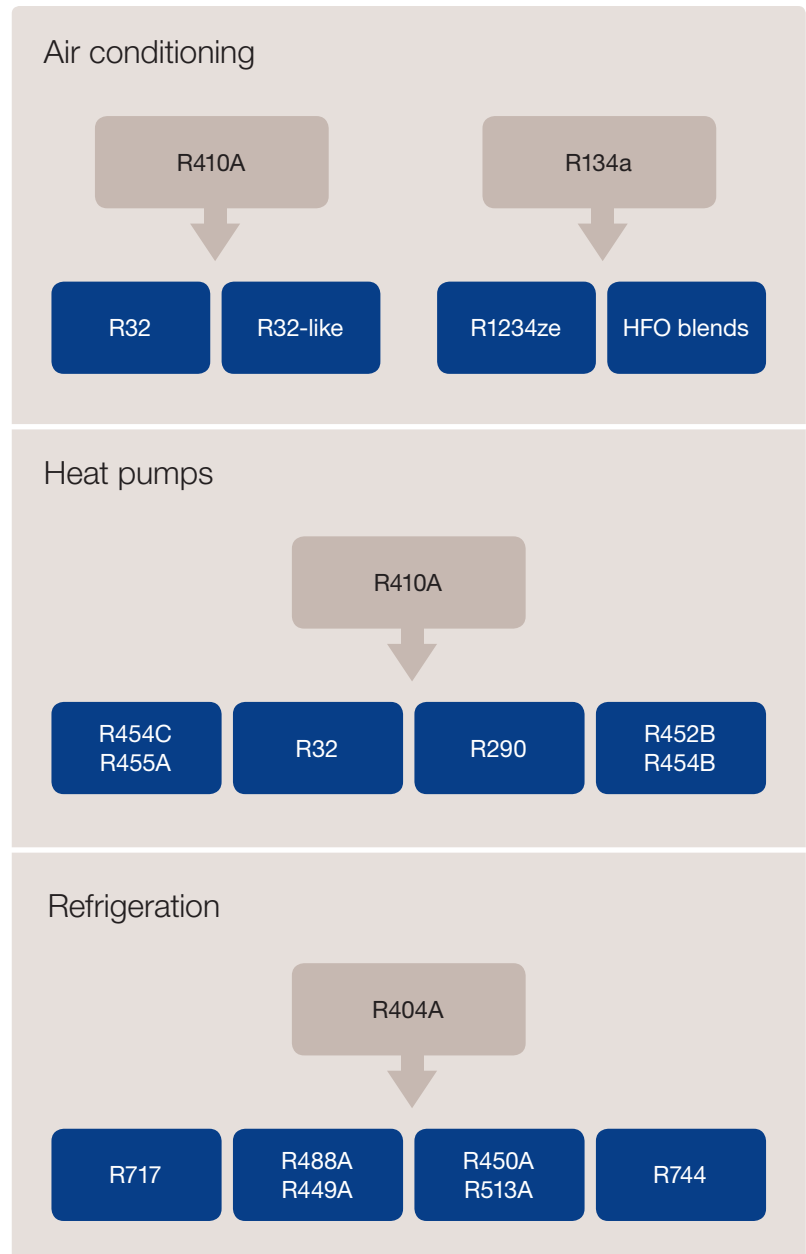 Air conditioning
R410A
R134a
R32
R32-like
R1234ze
HFO blends
Heat pumps
R410A
R454C
R455A
R32
R290
R452B
R454B
Refrigeration
R404A
R717
R488A
R449A
R450A
R513A
R744